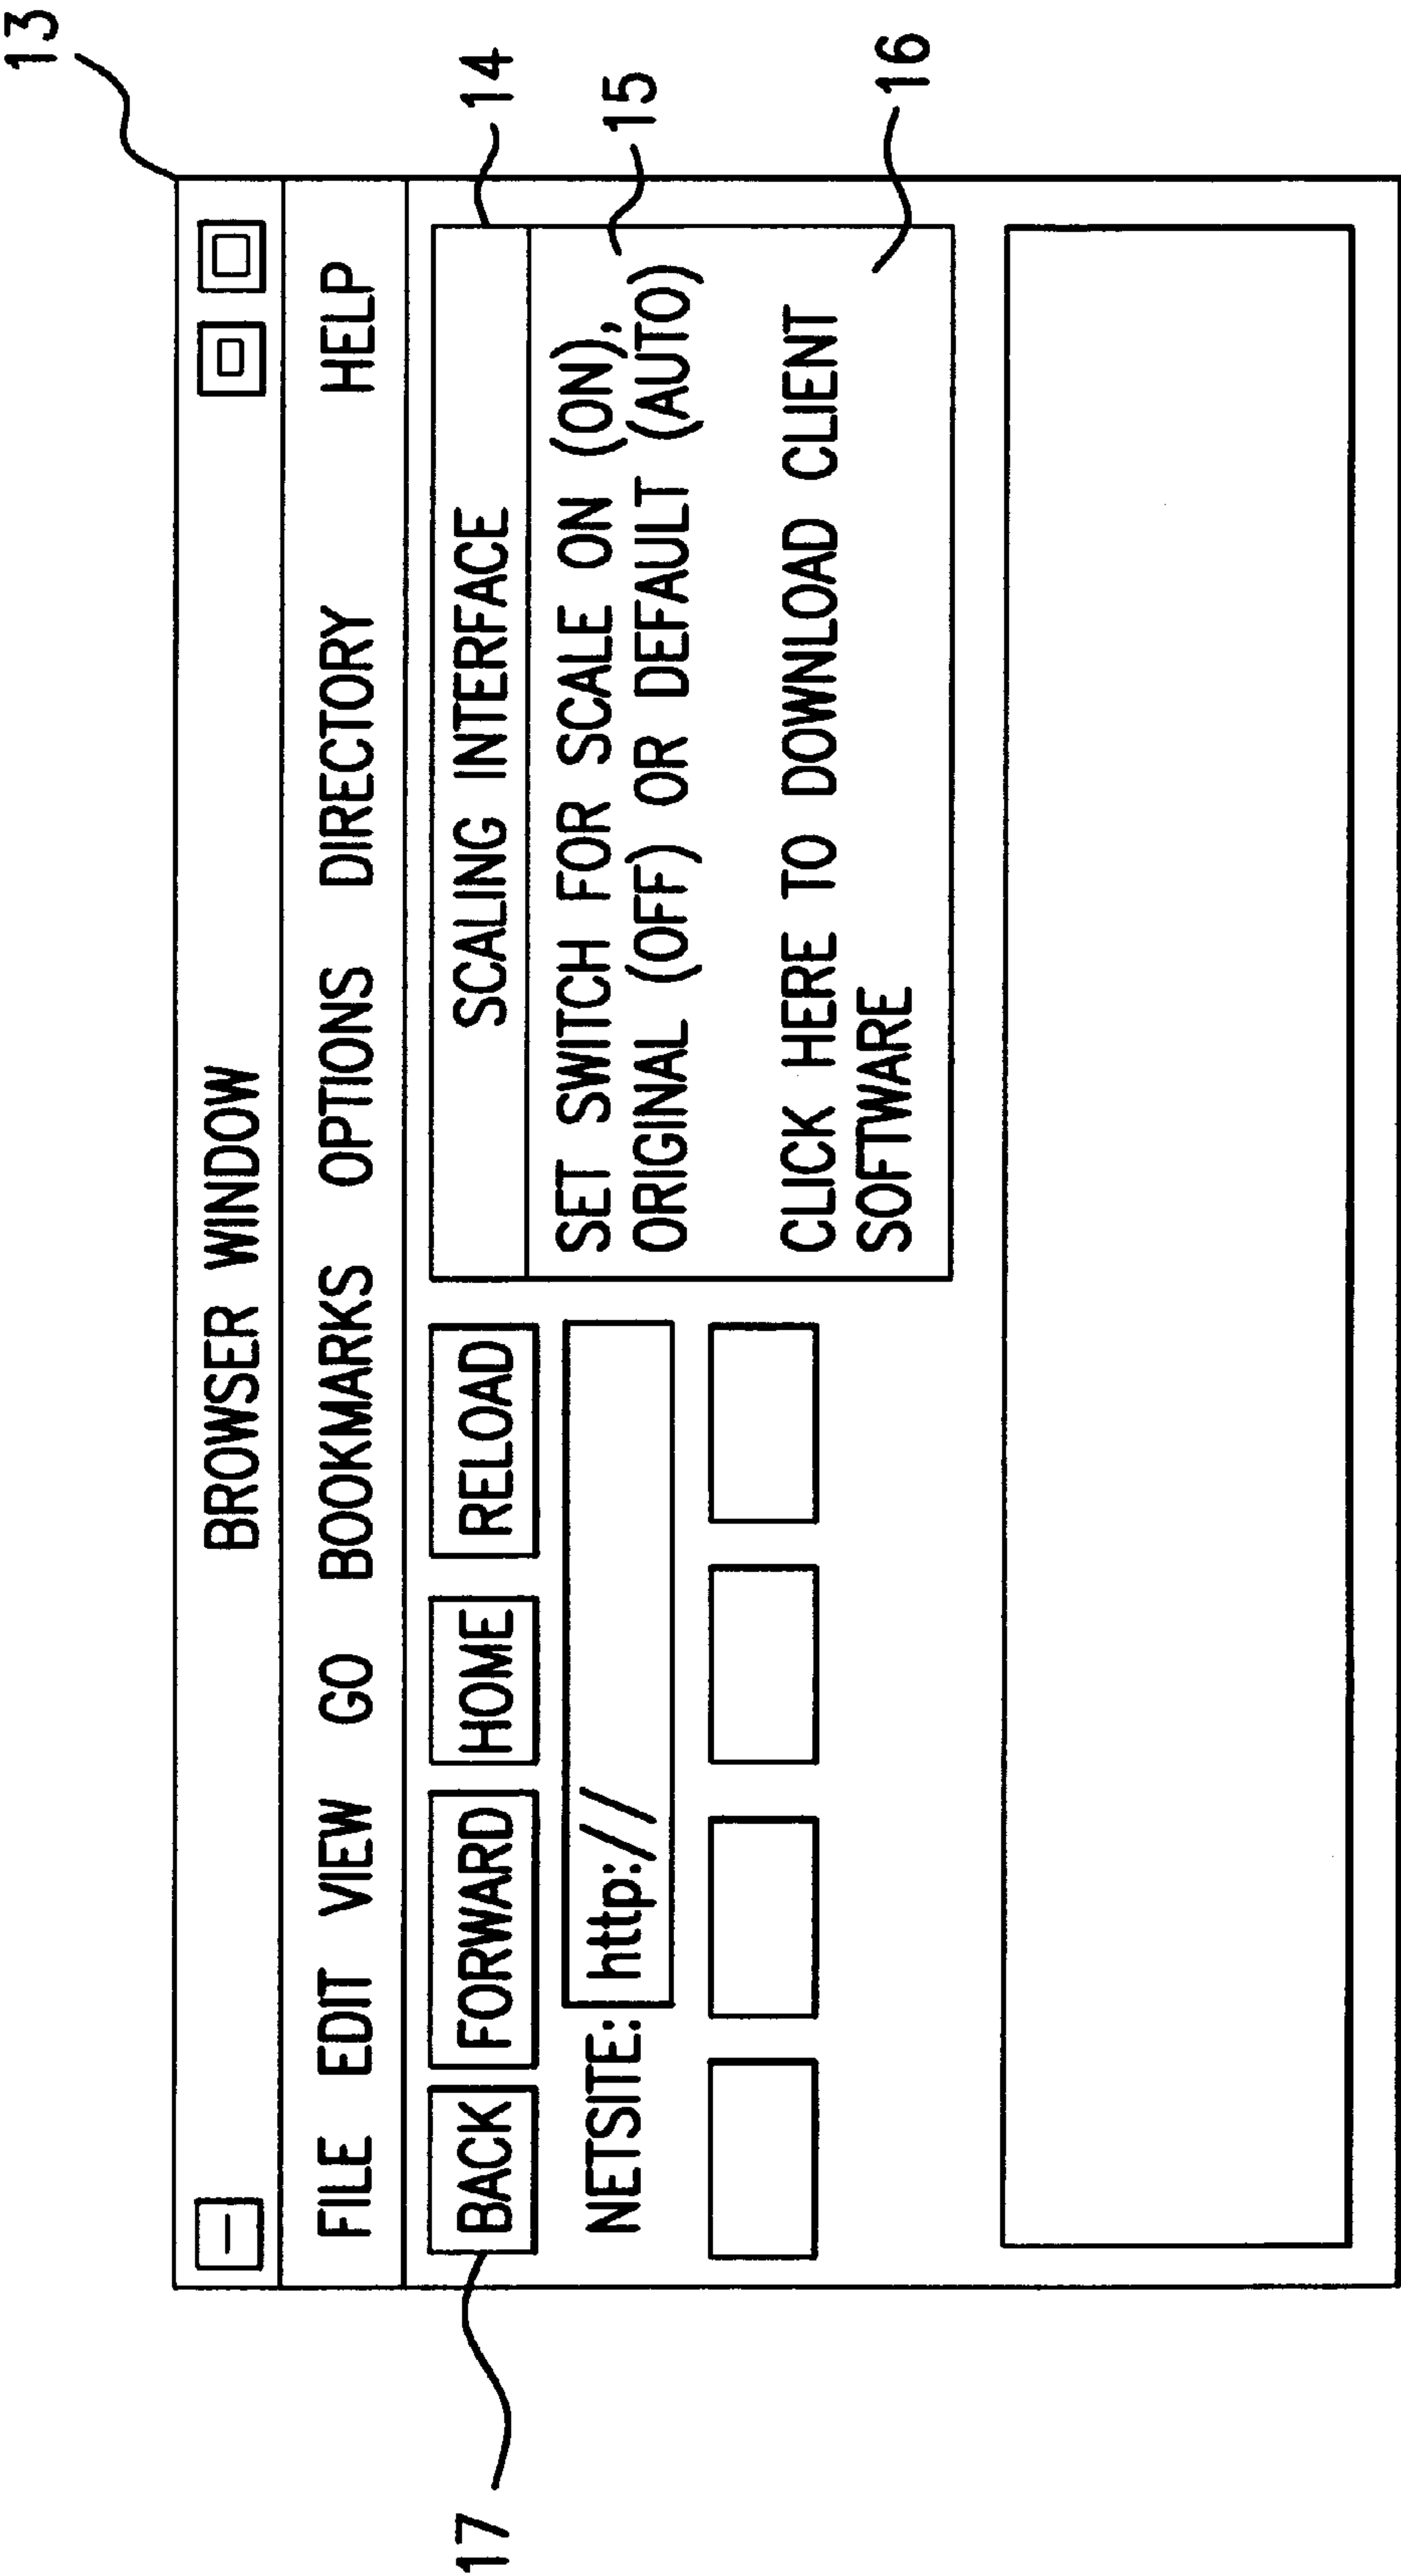 13
BROWSER WINDOW
FILE EDIT VIEW GO BOOKMARKS OPTIONS DIRECTORY HELP
17
BACK FORWARD HOME RELOAD
NETSITE: http://
14
SCALING INTERFACE
15
SET SWITCH FOR SCALE ON (ON),
ORIGINAL (OFF) OR DEFAULT (AUTO)
16
CLICK HERE TO DOWNLOAD CLIENT
SOFTWARE